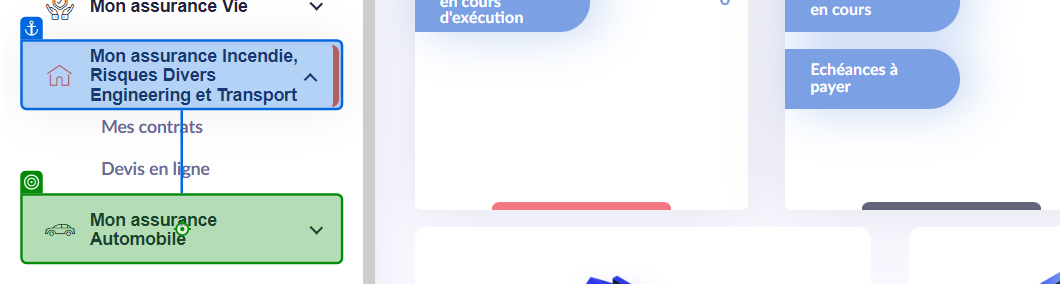 Mon assurance Vie
Mon assurance Incendie,
Risques Divers
Engineering et Transport
Mes contrats
Devis en ligne
Mon assurance
Automobile
en cours
d'exécution
en cours
Echéances à
payer